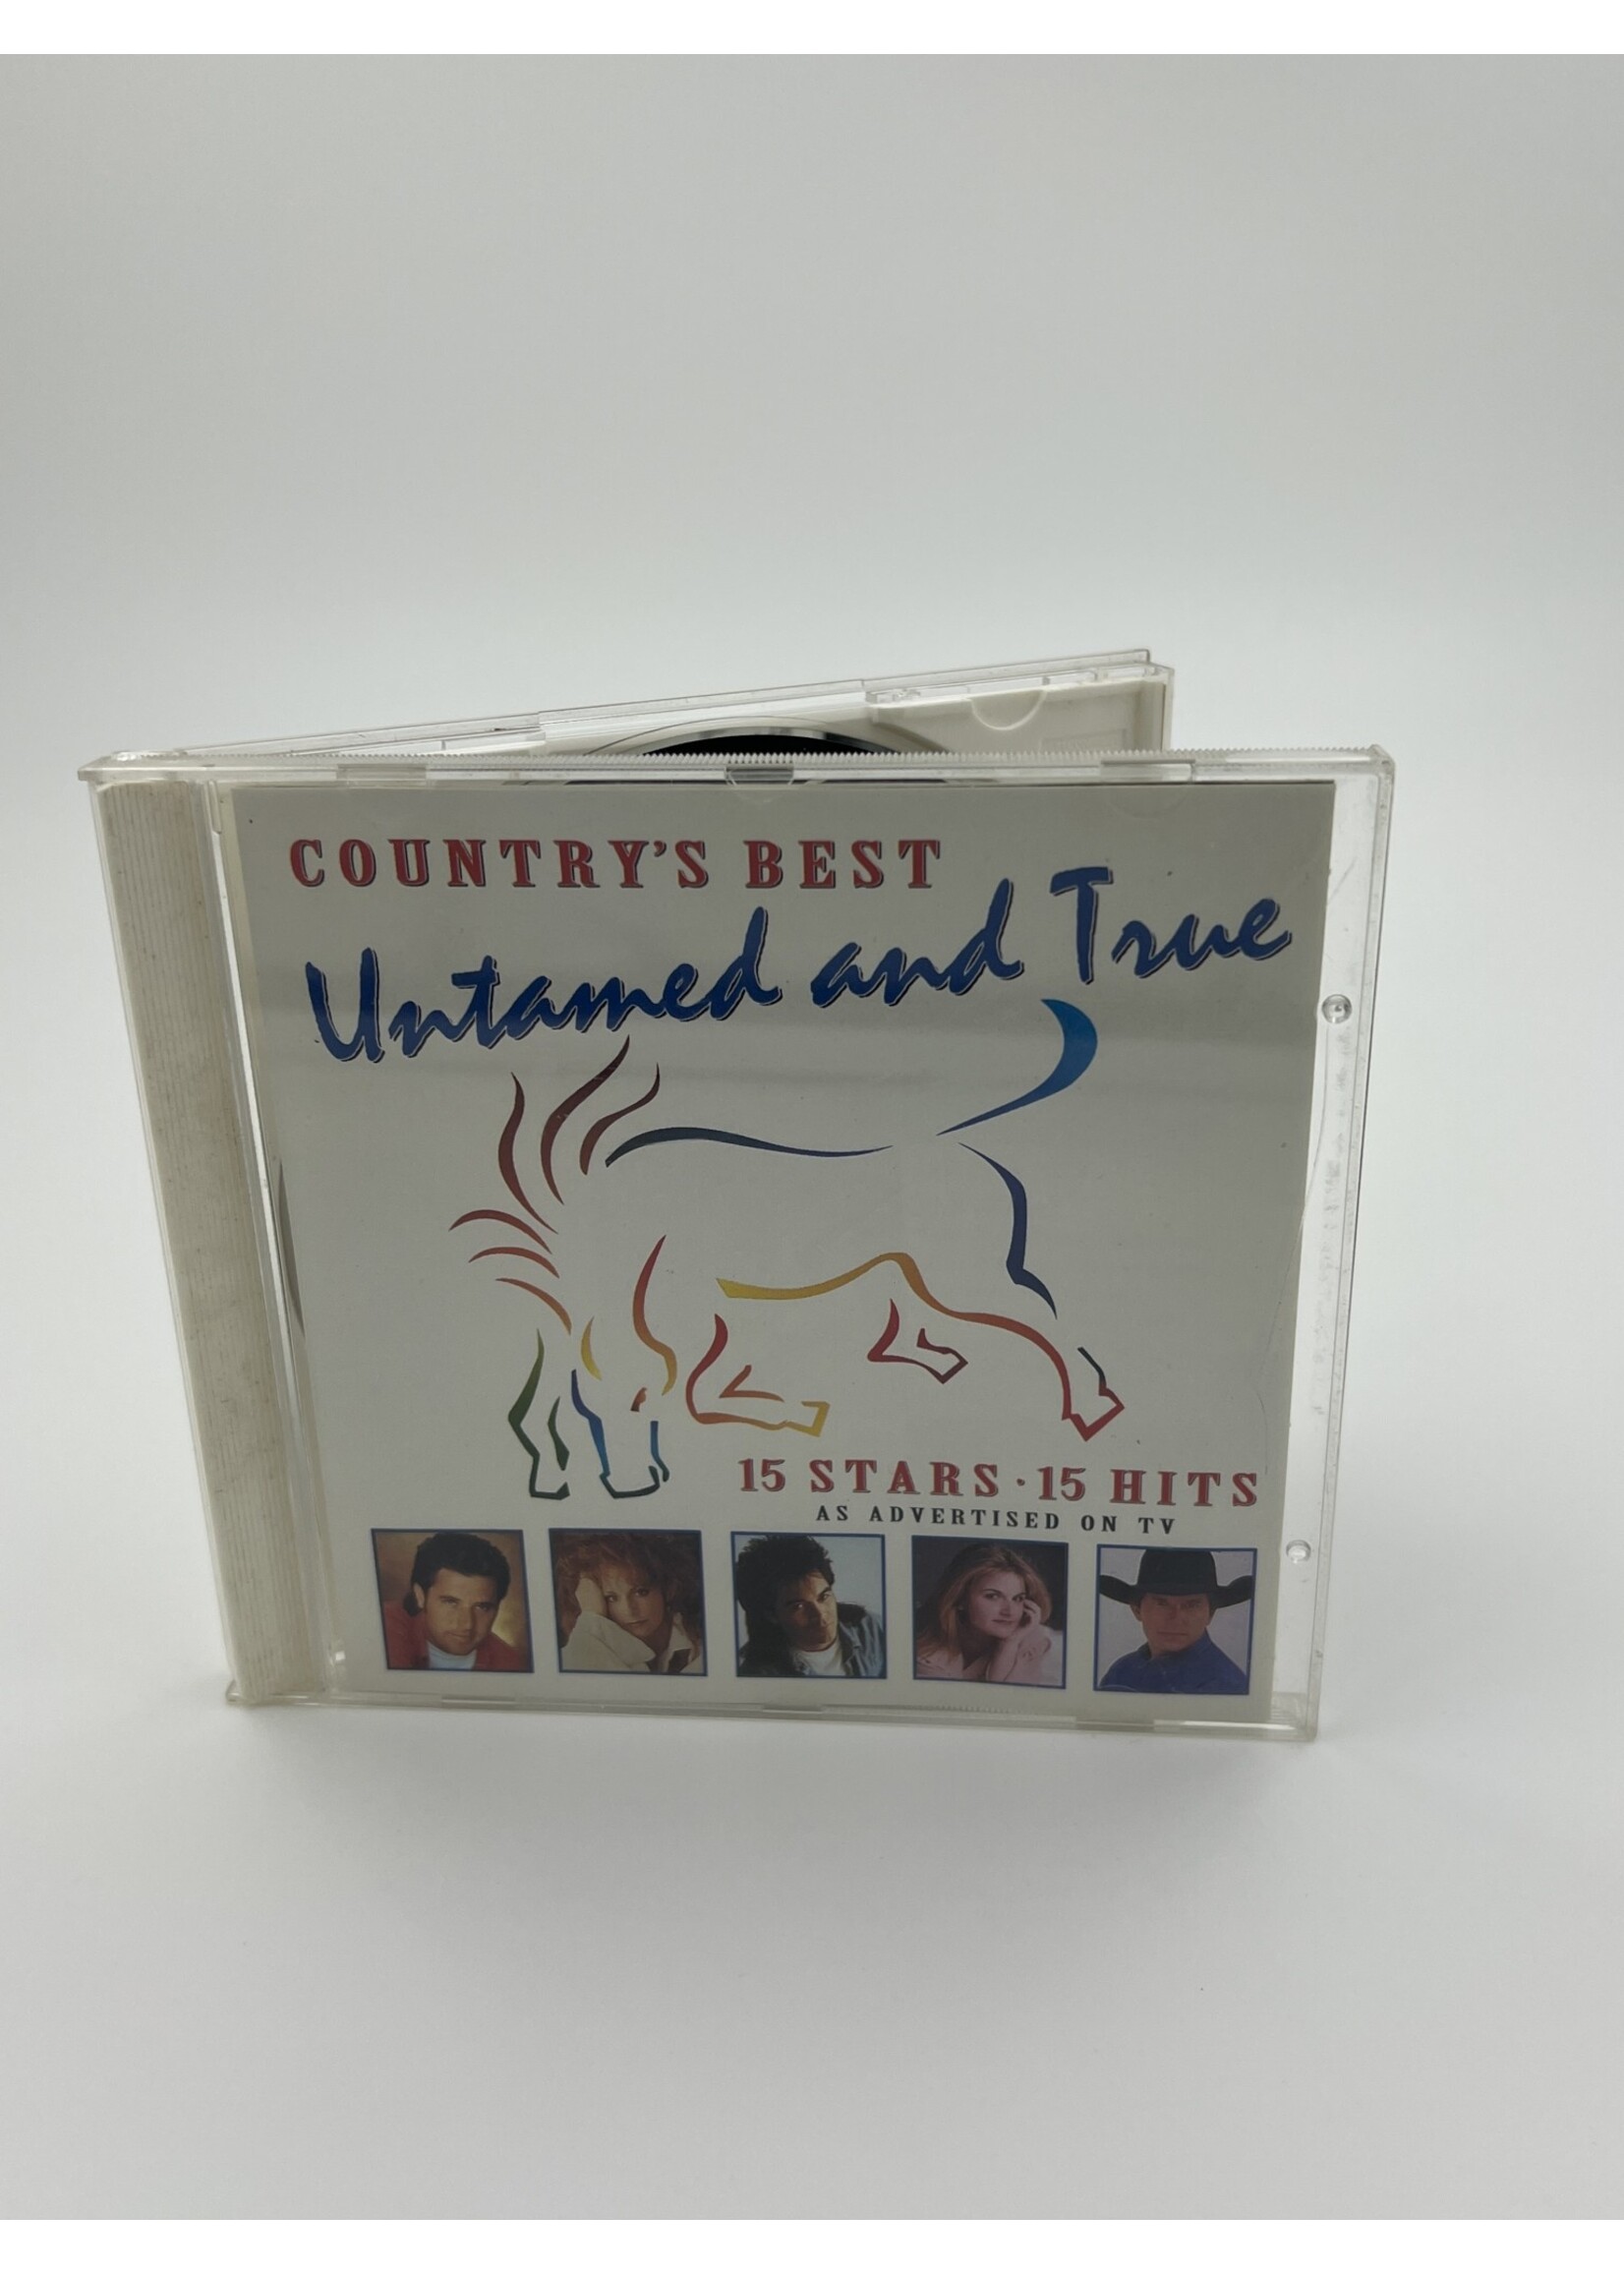 COUNTRY'S BEST
Untamed and True
15 STARS · 15 HITS
AS ADVERTISED ON TV